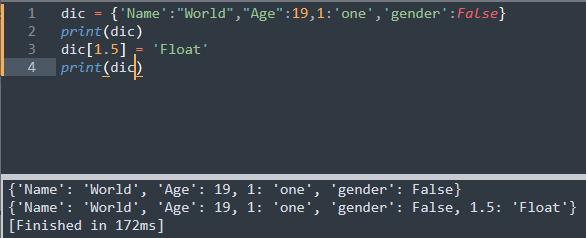 1 dic = {'Name':"World","Age":19,1:'one','gender':False}
2 print(dic)
3 dic[1.5] = 'Float'
4 print(dic)
{'Name': 'World', 'Age': 19, 1: 'one', 'gender': False}
{'Name': 'World', 'Age': 19, 1: 'one', 'gender': False, 1.5: 'Float'}
[Finished in 172ms]